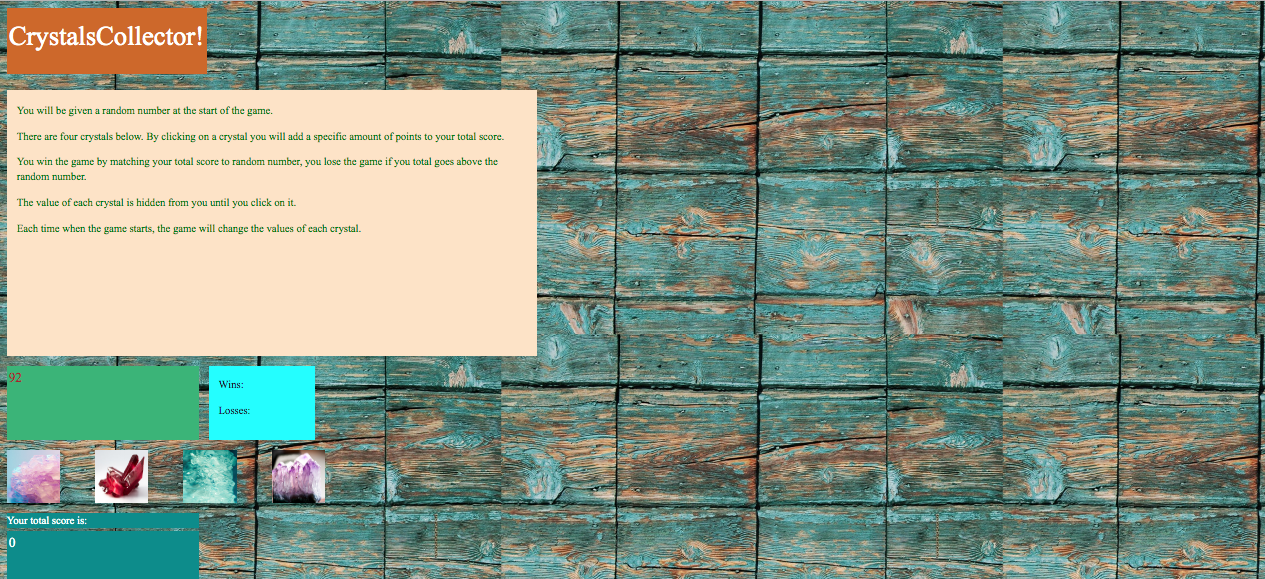 CrystalsCollector!
You will be given a random number at the start of the game.
There are four crystals below. By clicking on a crystal you will add a specific amount of points to your total score.
You win the game by matching your total score to random number, you lose the game if you total goes above the
random number.
The value of each crystal is hidden from you until you click on it.
Each time when the game starts, the game will change the values of each crystal.
92
Wins:
Losses:
Your total score is:
0